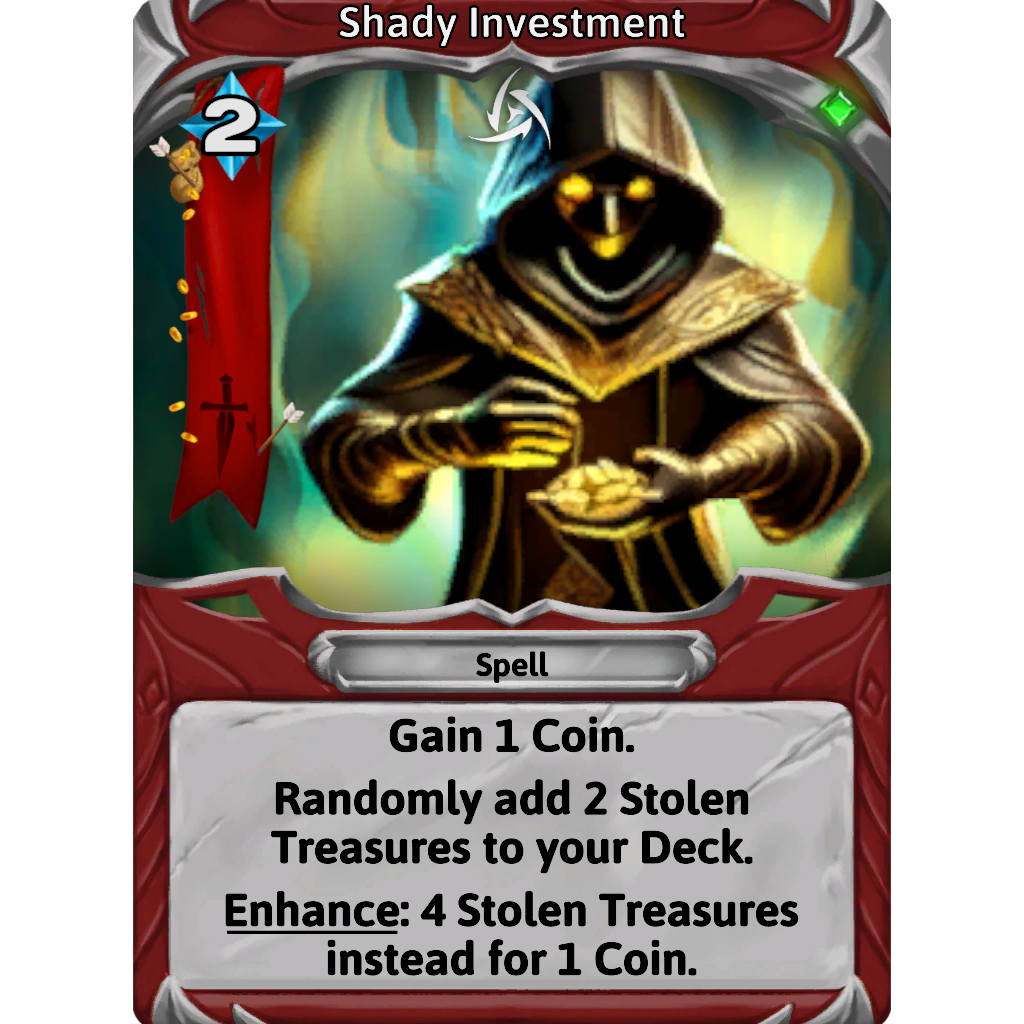 Shady Investment
2
Spell
Gain 1 Coin.
Randomly add 2 Stolen
Treasures to your Deck.
Enhance: 4 Stolen Treasures
instead for 1 Coin.